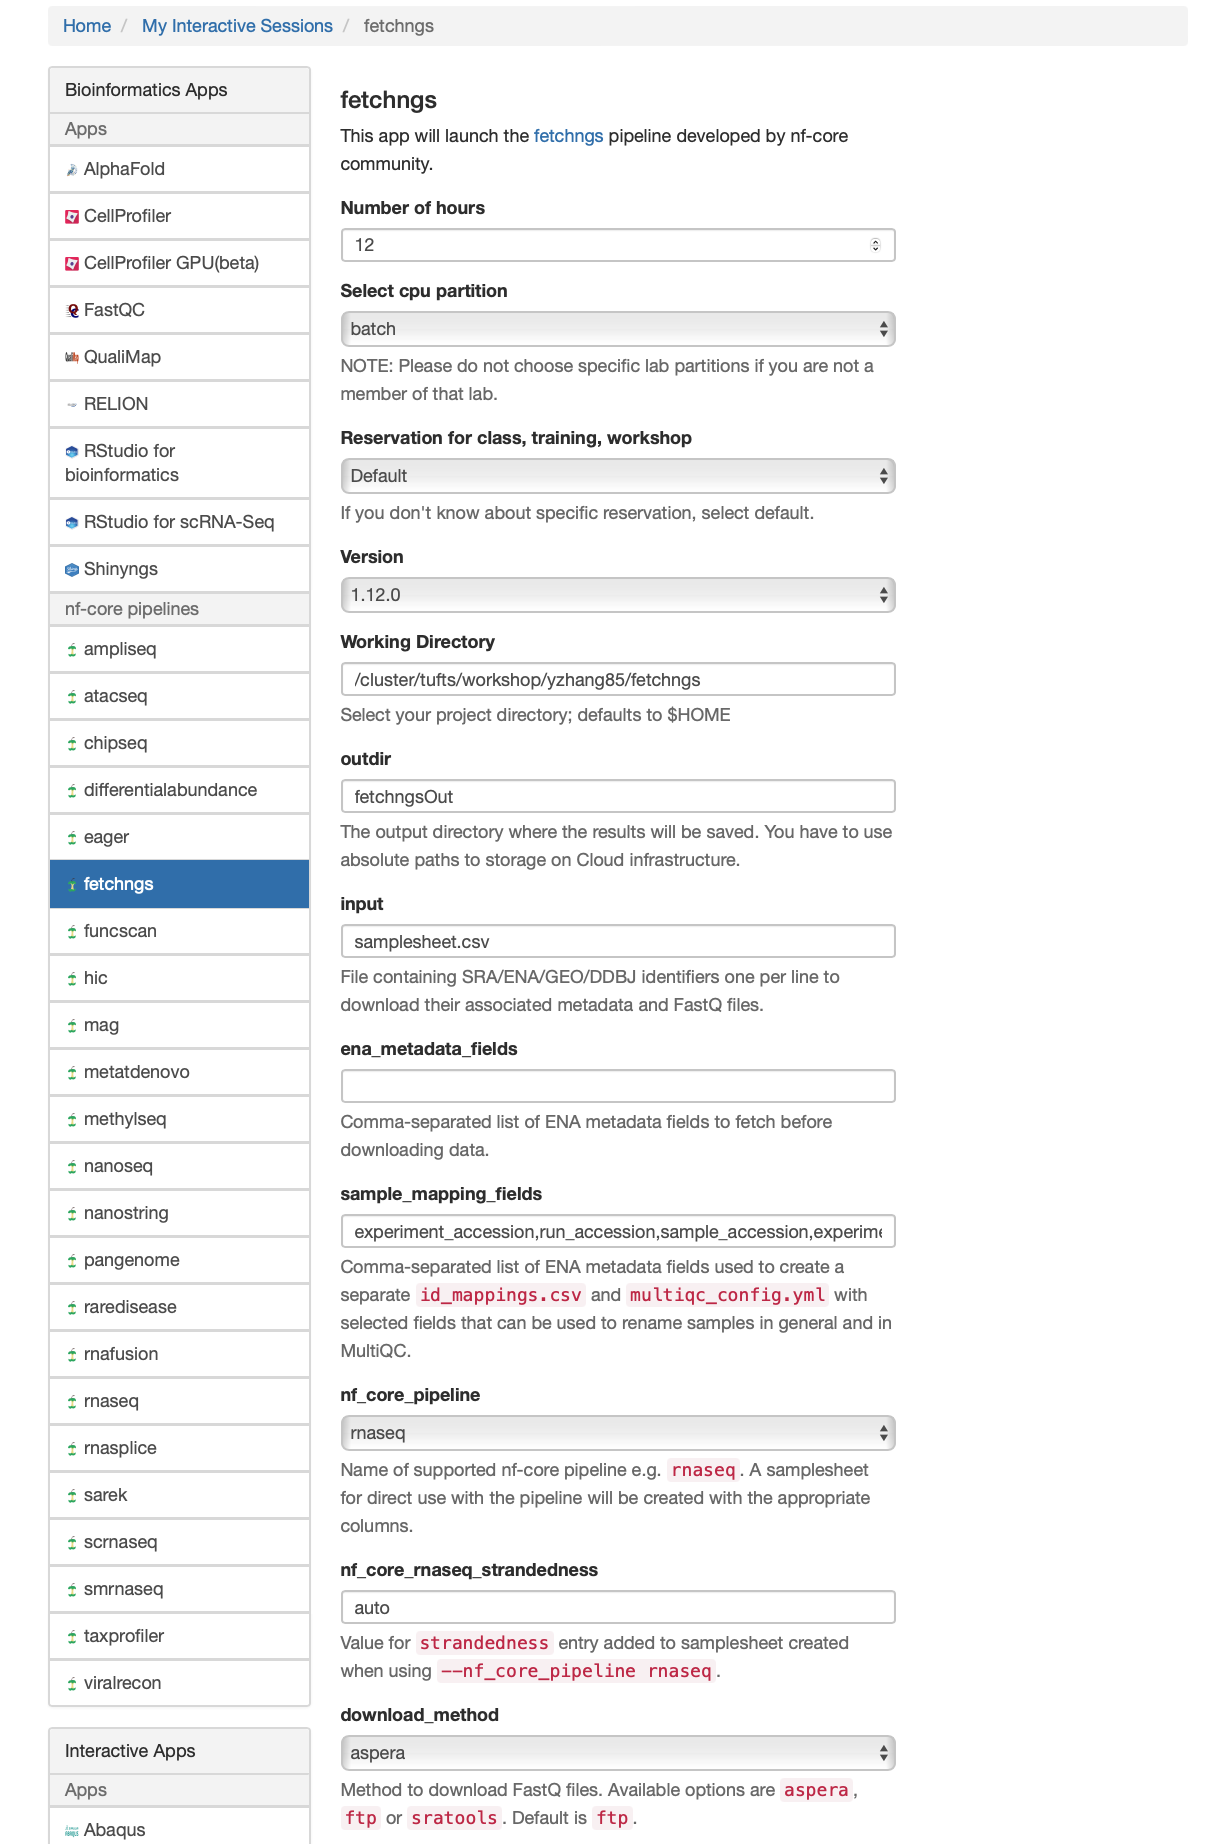 Home / My Interactive Sessions / fetchngs
Bioinformatics Apps
Apps
AlphaFold
CellProfiler
CellProfiler GPU(beta)
FastQC
QualiMap
RELION
RStudio for
bioinformatics
RStudio for scRNA-Seq
Shinyngs
nf-core pipelines
ampliseq
atacseq
chipseq
differentialabundance
eager
fetchngs
funcscan
hic
mag
metatdenovo
methylseq
nanoseq
nanostring
pangenome
raredisease
rnafusion
rnaseq
rnasplice
sarek
scrnaseq
smrnaseq
taxprofiler
viralrecon
Interactive Apps
Apps
Abaqus
fetchngs
This app will launch the fetchngs pipeline developed by nf-core
community.
Number of hours
12
Select cpu partition
batch
NOTE: Please do not choose specific lab partitions if you are not a
member of that lab.
Reservation for class, training, workshop
Default
If you don't know about specific reservation, select default.
Version
1.12.0
Working Directory
/cluster/tufts/workshop/yzhang85/fetchngs
Select your project directory; defaults to $HOME
outdir
fetchngsOut
The output directory where the results will be saved. You have to use
absolute paths to storage on Cloud infrastructure.
input
samplesheet.csv
File containing SRA/ENA/GEO/DDBJ identifiers one per line to
download their associated metadata and FastQ files.
ena_metadata_fields
Comma-separated list of ENA metadata fields to fetch before
downloading data.
sample_mapping_fields
experiment_accession,run_accession,sample_accession,experime
Comma-separated list of ENA metadata fields used to create a
separate id_mappings.csv and multiqc_config.yml with
selected fields that can be used to rename samples in general and in
MultiQC.
nf_core_pipeline
rnaseq
Name of supported nf-core pipeline e.g. rnaseq. A samplesheet
for direct use with the pipeline will be created with the appropriate
columns.
nf_core_rnaseq_strandedness
auto
Value for strandedness entry added to samplesheet created
when using --nf_core_pipeline rnaseq.
download_method
aspera
Method to download FastQ files. Available options are aspera,
ftp or sratools. Default is ftp.